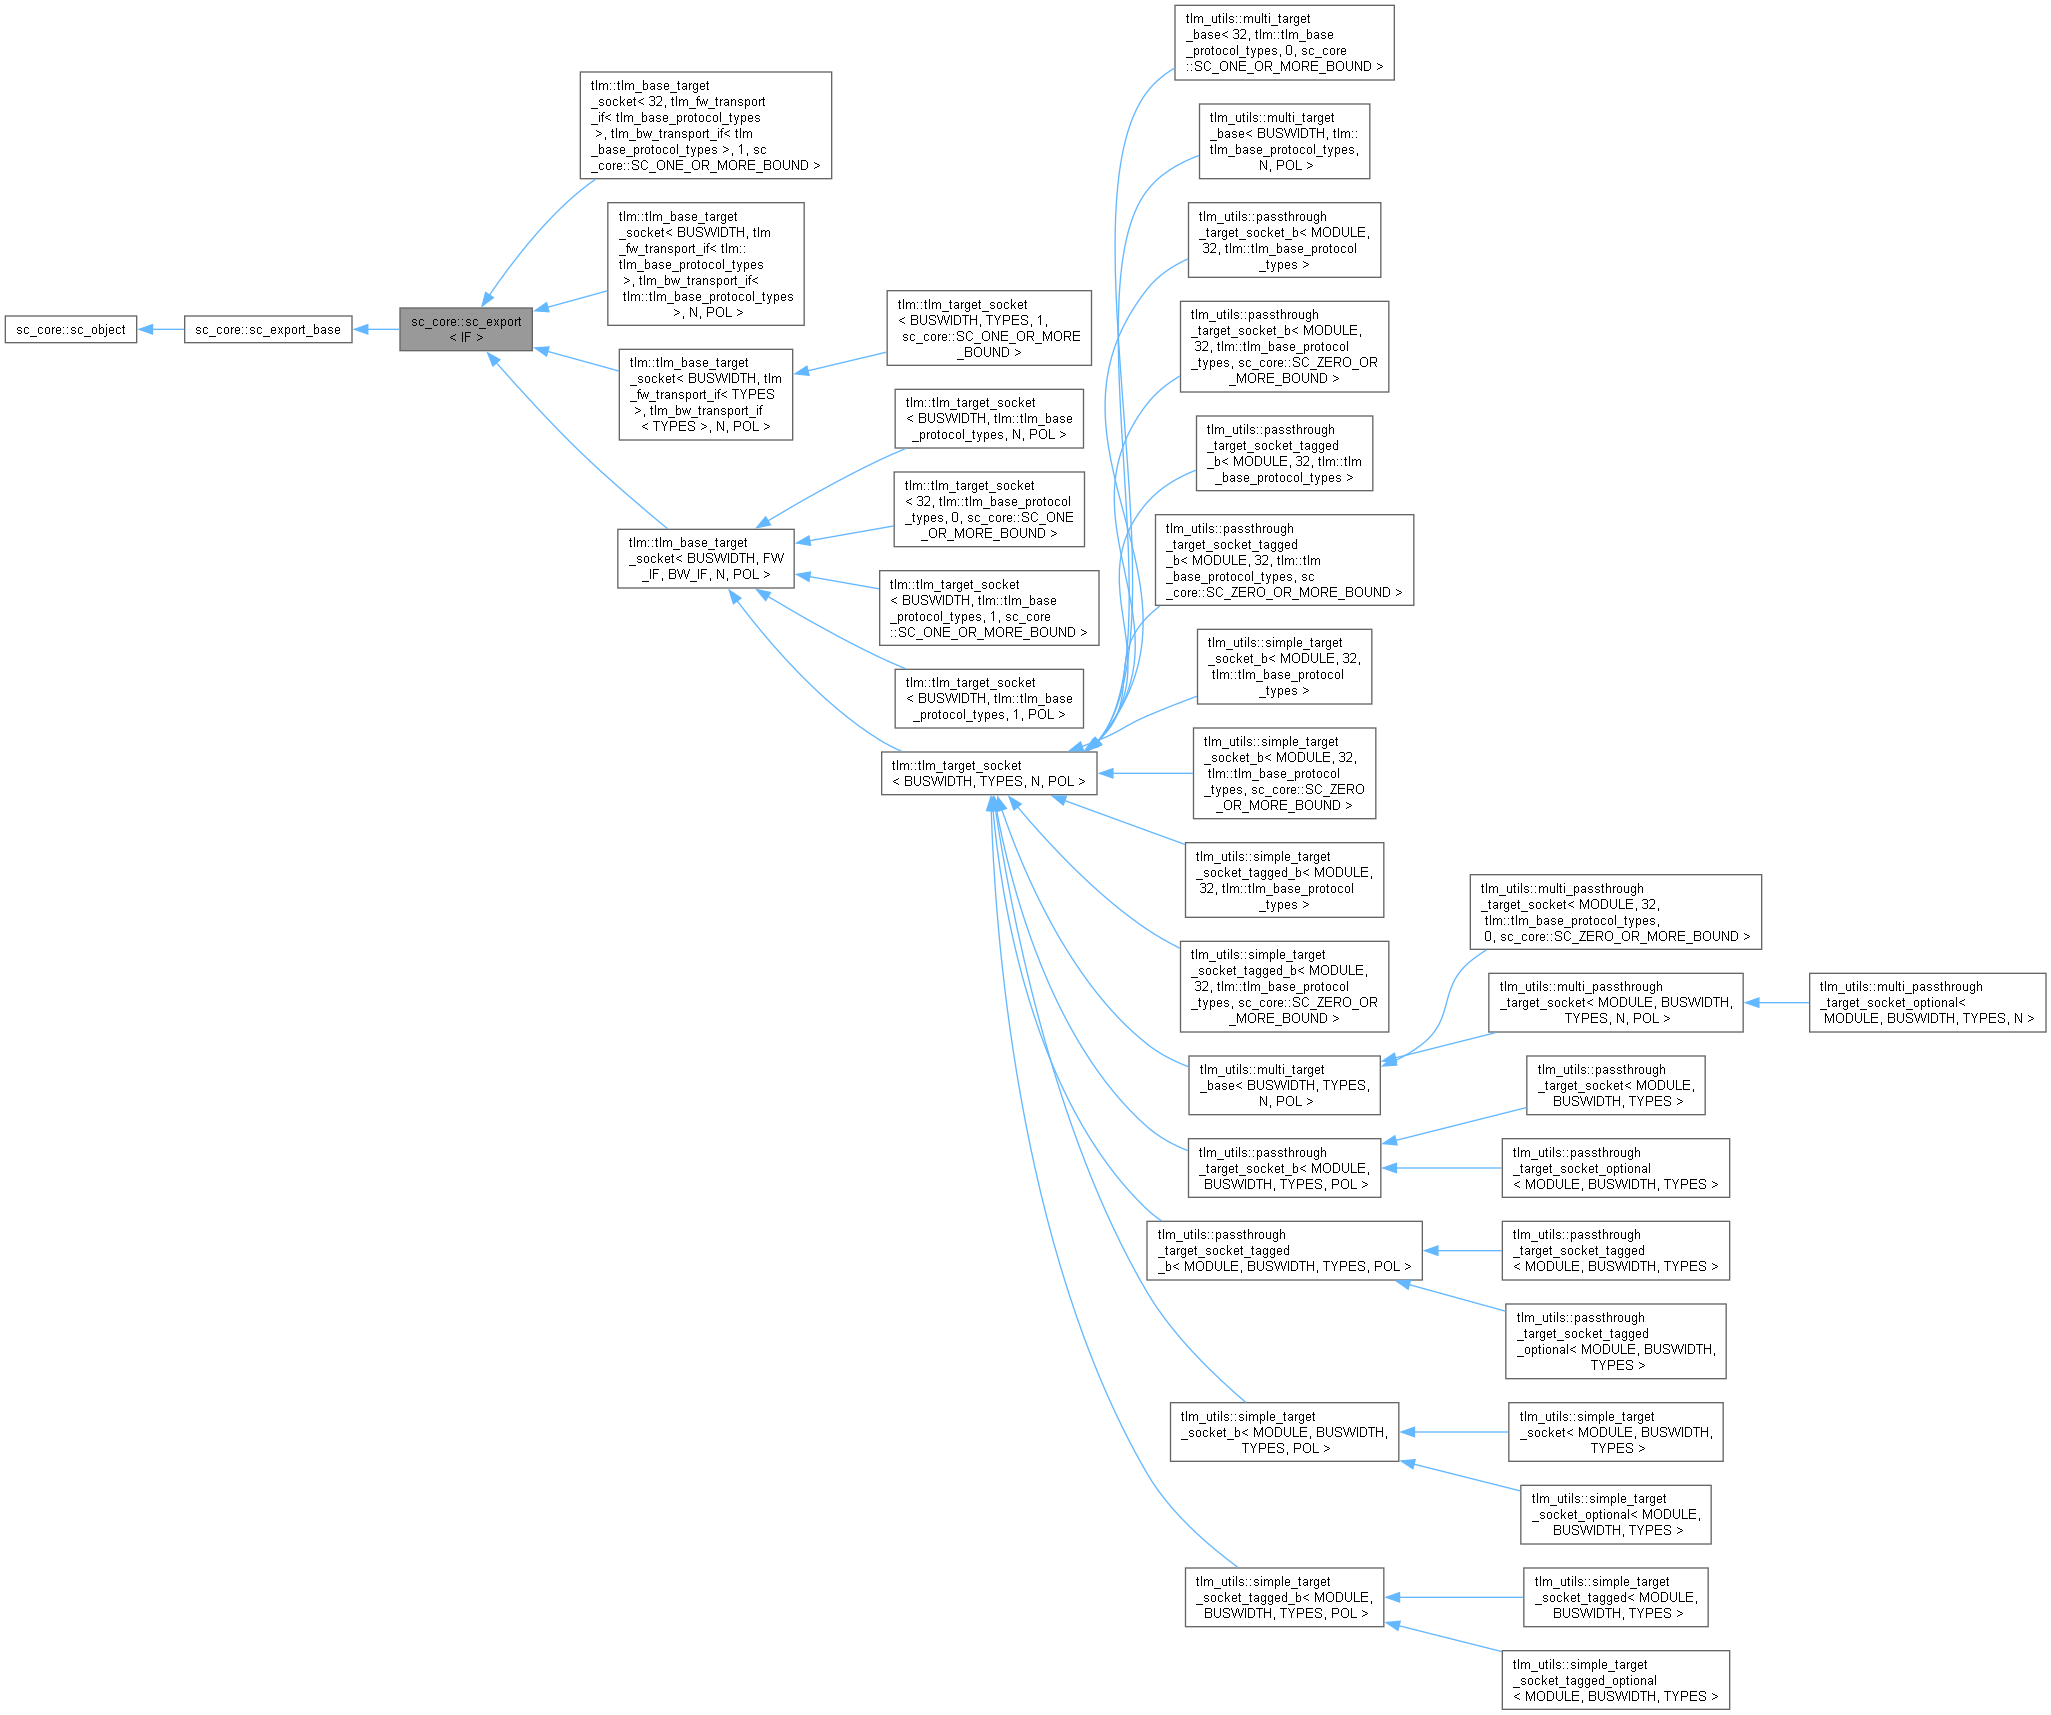 sc_core::sc_object
sc_core::sc_export_base
sc_core::sc_export
< IF >
tlm::tlm_base_target
_socket< 32, tlm_fw_transport
_if< tlm_base_protocol_types
>, tlm_bw_transport_if< tlm
_base_protocol_types >, 1, sc
_core::SC_ONE_OR_MORE_BOUND >
tlm::tlm_base_target
_socket< BUSWIDTH, tlm
_fw_transport_if< tlm::
tlm_base_protocol_types
>, tlm_bw_transport_if<
tlm::tlm_base_protocol_types
>, N, POL >
tlm::tlm_base_target
_socket< BUSWIDTH, tlm
_fw_transport_if< TYPES
>, tlm_bw_transport_if
< TYPES >, N, POL >
tlm::tlm_base_target
_socket< BUSWIDTH, FW
_IF, BW_IF, N, POL >
tlm::tlm_target_socket
< BUSWIDTH, TYPES, 1,
sc_core::SC_ONE_OR_MORE
_BOUND >
tlm::tlm_target_socket
< BUSWIDTH, tlm::tlm_base
_protocol_types, N, POL >
tlm::tlm_target_socket
< 32, tlm::tlm_base_protocol
_types, 0, sc_core::SC_ONE
_OR_MORE_BOUND >
tlm::tlm_target_socket
< BUSWIDTH, tlm::tlm_base
_protocol_types, 1, sc_core
::SC_ONE_OR_MORE_BOUND >
tlm::tlm_target_socket
< BUSWIDTH, tlm::tlm_base
_protocol_types, 1, POL >
tlm::tlm_target_socket
< BUSWIDTH, TYPES, N, POL >
tlm_utils::multi_target
_base< 32, tlm::tlm_base
_protocol_types, 0, sc_core
::SC_ONE_OR_MORE_BOUND >
tlm_utils::multi_target
_base< BUSWIDTH, tlm::
tlm_base_protocol_types,
N, POL >
tlm_utils::passthrough
_target_socket_b< MODULE,
32, tlm::tlm_base_protocol
_types >
tlm_utils::passthrough
_target_socket_b< MODULE,
32, tlm::tlm_base_protocol
_types, sc_core::SC_ZERO_OR
_MORE_BOUND >
tlm_utils::passthrough
_target_socket_tagged
_b< MODULE, 32, tlm::tlm
_base_protocol_types >
tlm_utils::passthrough
_target_socket_tagged
_b< MODULE, 32, tlm::tlm
_base_protocol_types, sc
_core::SC_ZERO_OR_MORE_BOUND >
tlm_utils::simple_target
_socket_b< MODULE, 32,
tlm::tlm_base_protocol
_types >
tlm_utils::simple_target
_socket_b< MODULE, 32,
tlm::tlm_base_protocol
_types, sc_core::SC_ZERO
_OR_MORE_BOUND >
tlm_utils::simple_target
_socket_tagged_b< MODULE,
32, tlm::tlm_base_protocol
_types >
tlm_utils::simple_target
_socket_tagged_b< MODULE,
32, tlm::tlm_base_protocol
_types, sc_core::SC_ZERO_OR
_MORE_BOUND >
tlm_utils::multi_target
_base< BUSWIDTH, TYPES,
N, POL >
tlm_utils::passthrough
_target_socket_b< MODULE,
BUSWIDTH, TYPES, POL >
tlm_utils::passthrough
_target_socket_tagged
_b< MODULE, BUSWIDTH, TYPES, POL >
tlm_utils::simple_target
_socket_b< MODULE, BUSWIDTH,
TYPES, POL >
tlm_utils::simple_target
_socket_tagged_b< MODULE,
BUSWIDTH, TYPES, POL >
tlm_utils::multi_passthrough
_target_socket< MODULE, 32,
tlm::tlm_base_protocol_types,
0, sc_core::SC_ZERO_OR_MORE_BOUND >
tlm_utils::multi_passthrough
_target_socket< MODULE, BUSWIDTH,
TYPES, N, POL >
tlm_utils::multi_passthrough
_target_socket_optional<
MODULE, BUSWIDTH, TYPES, N >
tlm_utils::passthrough
_target_socket< MODULE,
BUSWIDTH, TYPES >
tlm_utils::passthrough
_target_socket_optional
< MODULE, BUSWIDTH, TYPES >
tlm_utils::passthrough
_target_socket_tagged
< MODULE, BUSWIDTH, TYPES >
tlm_utils::passthrough
_target_socket_tagged
_optional< MODULE, BUSWIDTH,
TYPES >
tlm_utils::simple_target
_socket< MODULE, BUSWIDTH,
TYPES >
tlm_utils::simple_target
_socket_optional< MODULE,
BUSWIDTH, TYPES >
tlm_utils::simple_target
_socket_tagged< MODULE,
BUSWIDTH, TYPES >
tlm_utils::simple_target
_socket_tagged_optional
< MODULE, BUSWIDTH, TYPES >